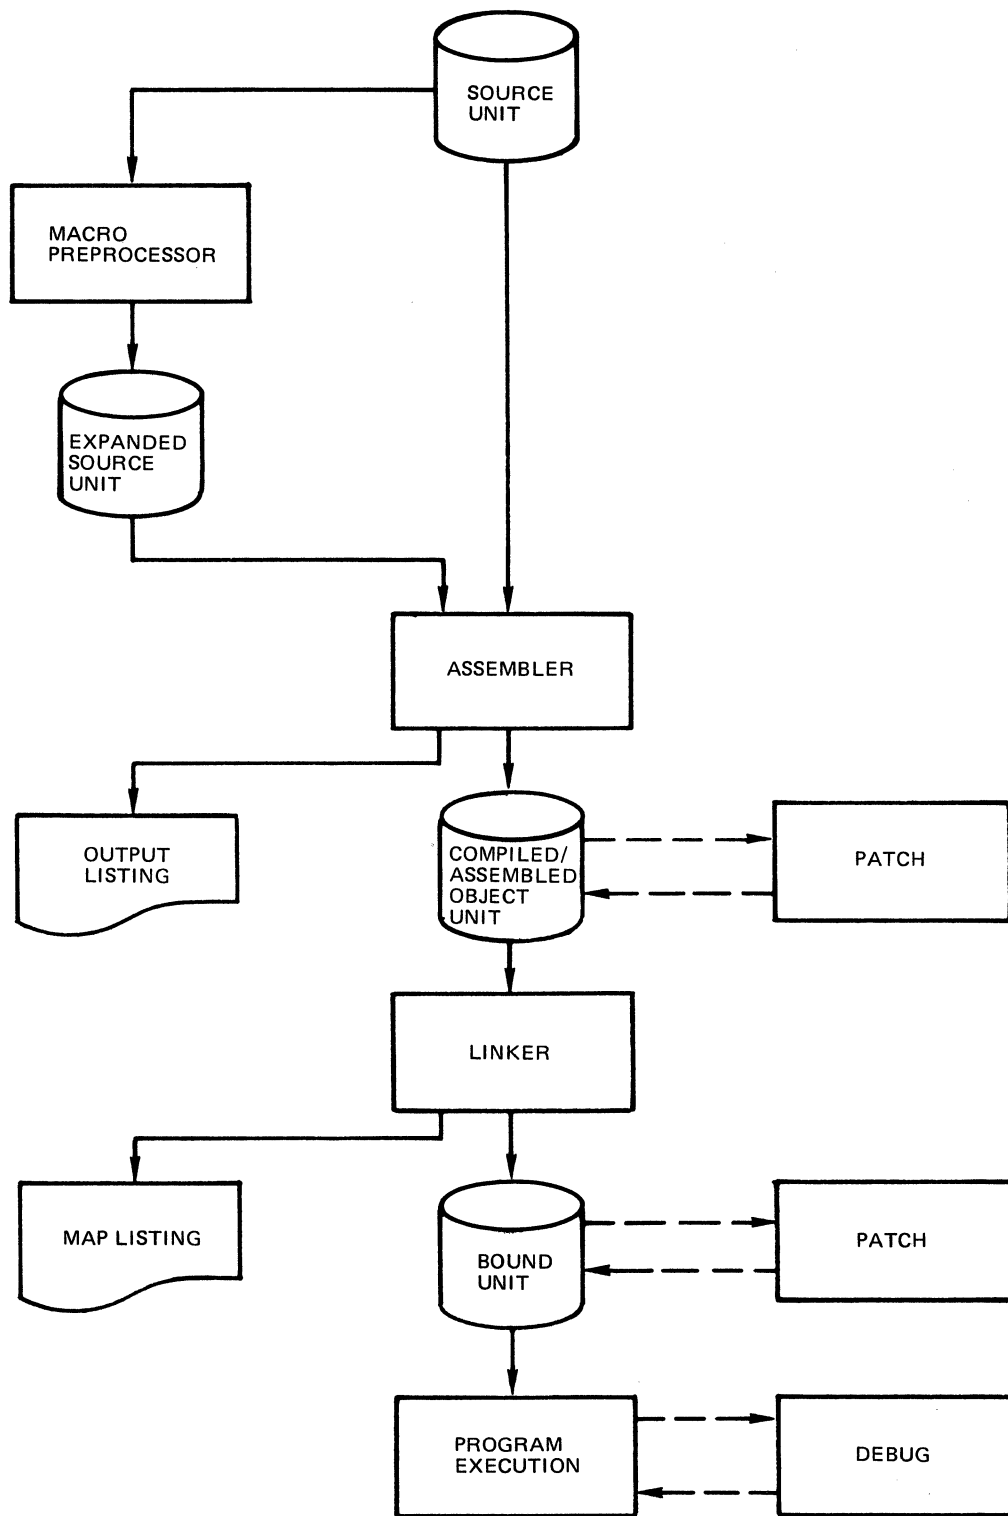 SOURCE
UNIT
MACRO
PREPROCESSOR
EXPANDED
SOURCE
UNIT
ASSEMBLER
OUTPUT
LISTING
COMPILED/
ASSEMBLED
OBJECT
UNIT
PATCH
LINKER
MAP LISTING
BOUND
UNIT
PATCH
PROGRAM
EXECUTION
DEBUG